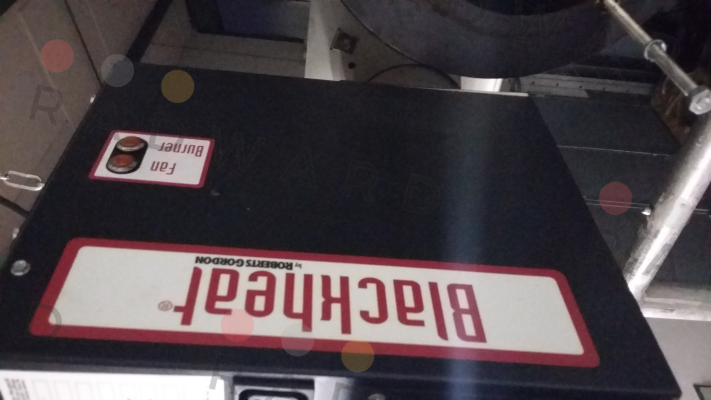 Blackheat®
by ROBERTS GORDON
Burner
Fan